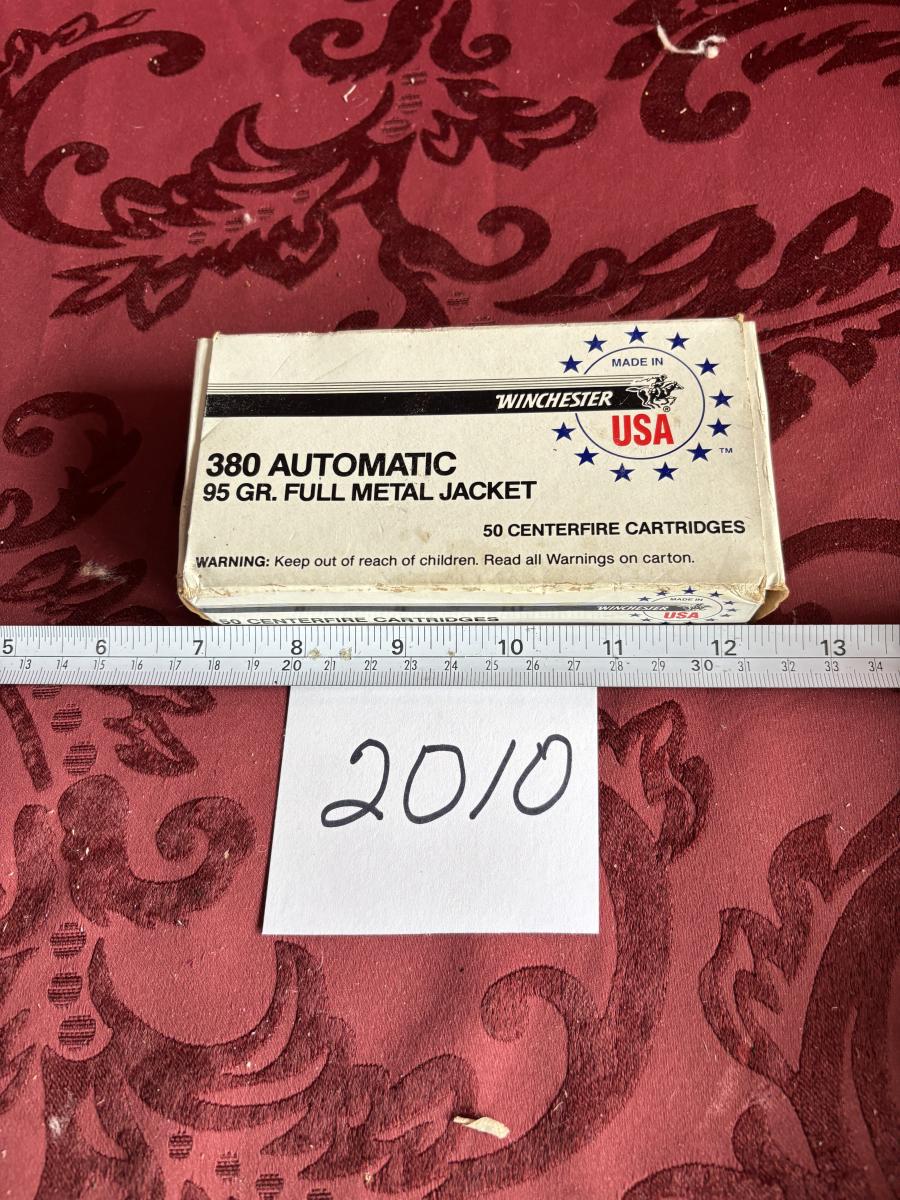 MADE IN
WINCHESTER ®
USA
TM
380 AUTOMATIC
95 GR. FULL METAL JACKET
50 CENTERFIRE CARTRIDGES
WARNING: Keep out of reach of children. Read all Warnings on carton.
MADE IN
WINCHESTER
USA
50 CENTERFIRE CARTRIDGES
5 6 7 8 9 10 11 12 13
13 14 15 16 17 18 19 20 21 22 23 24 25 26 27 28 29 30 31 32 33 34
2010